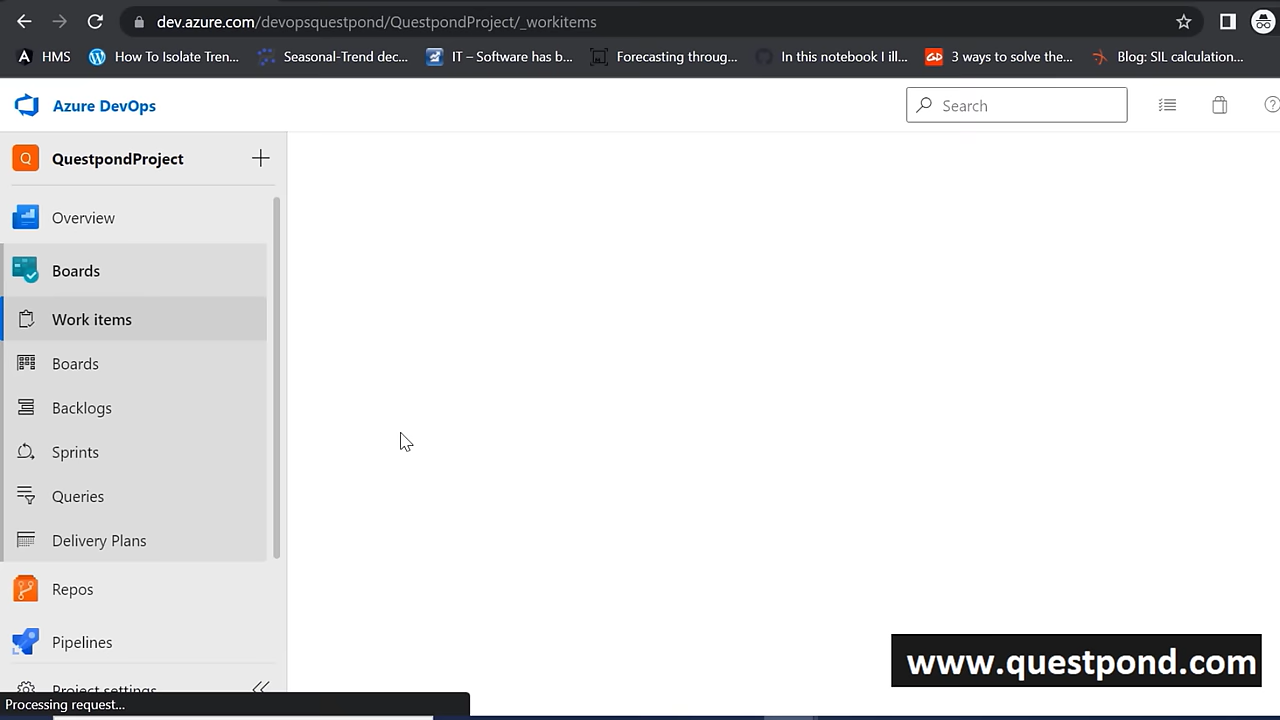 dev.azure.com/devopsquestpond/QuestpondProject/_workitems
HMS
How To Isolate Tren...
Seasonal-Trend dec...
IT – Software has b...
Forecasting throug...
In this notebook I ill...
3 ways to solve the...
Blog: SIL calculation...
Azure DevOps
Search
Q QuestpondProject
Overview
Boards
Work items
Boards
Backlogs
Sprints
Queries
Delivery Plans
Repos
Pipelines
Project settings
www.questpond.com
Processing request...